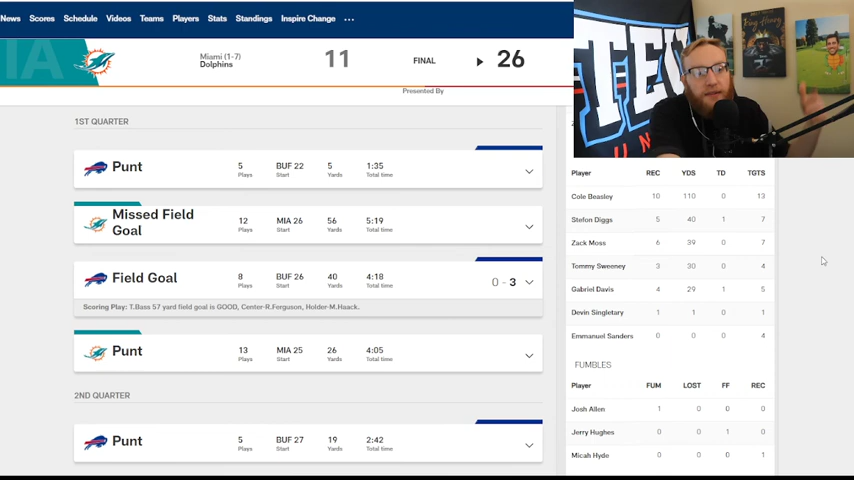 News Scores Schedule Videos Teams Players Stats Standings Inspire Change ...
Miami (1-7)
Dolphins
11
FINAL
26
Presented By
1ST QUARTER
Punt 5 BUF 22 5 1:35
Plays Start Yards Total time
Missed Field
Goal
12 MIA 26 56 5:19
Plays Start Yards Total time
Field Goal 8 BUF 26 40 4:18
Plays Start Yards Total time
0 - 3
Scoring Play: T.Bass 57 yard field goal is GOOD, Center-R.Ferguson, Holder-M.Haack.
Punt 13 MIA 25 26 4:05
Plays Start Yards Total time
2ND QUARTER
Punt 5 BUF 27 19 2:42
Plays Start Yards Total time
Player REC YDS TD TGTS
Cole Beasley 10 110 0 13
Stefon Diggs 5 40 1 7
Zack Moss 6 39 0 7
Tommy Sweeney 3 30 0 4
Gabriel Davis 4 29 1 5
Devin Singletary 1 1 0 1
Emmanuel Sanders 0 0 0 4
FUMBLES
Player FUM LOST FF REC
Josh Allen 1 0 0 0
Jerry Hughes 0 0 1 0
Micah Hyde 0 0 0 1